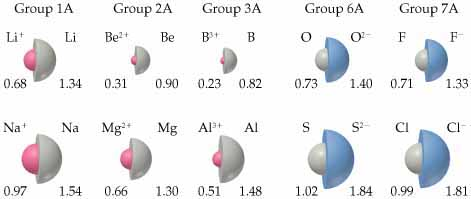 Group 1A Group 2A Group 3A Group 6A Group 7A
Li⁺ Li Be²⁺ Be B³⁺ B O O²⁻ F F⁻
0.68 1.34 0.31 0.90 0.23 0.82 0.73 1.40 0.71 1.33
Na⁺ Na Mg²⁺ Mg Al³⁺ Al S S²⁻ Cl Cl⁻
0.97 1.54 0.66 1.30 0.51 1.48 1.02 1.84 0.99 1.81